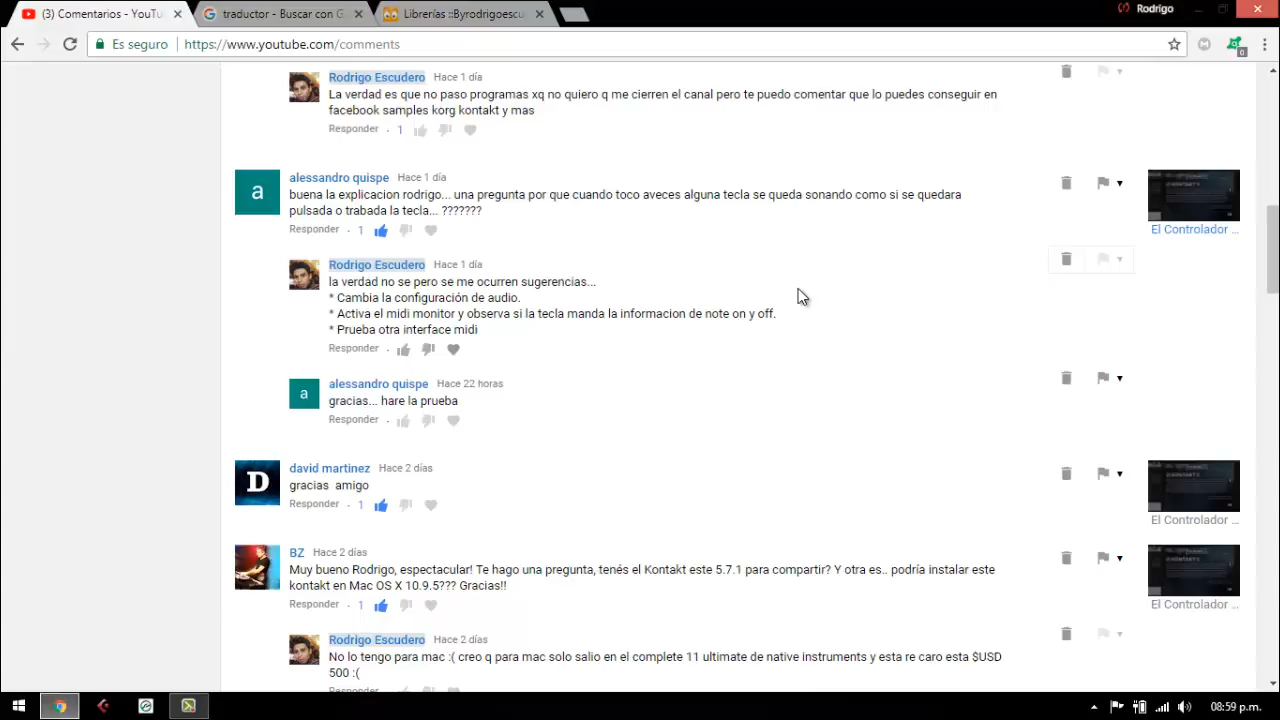 (3) Comentarios - YouTu
traductor - Buscar con G
Librerías ::Byrodrigoescu
Rodrigo
Es seguro
https://www.youtube.com/comments
Rodrigo Escudero Hace 1 día
La verdad es que no paso programas xq no quiero q me cierren el canal pero te puedo comentar que lo puedes conseguir en
facebook samples korg kontakt y mas
Responder · 1
alessandro quispe Hace 1 día
buena la explicacion rodrigo... una pregunta por que cuando toco aveces alguna tecla se queda sonando como si se quedara
pulsada o trabada la tecla... ???????
Responder · 1
El Controlador ...
Rodrigo Escudero Hace 1 día
la verdad no se pero se me ocurren sugerencias...
* Cambia la configuración de audio.
* Activa el midi monitor y observa si la tecla manda la informacion de note on y off.
* Prueba otra interface midi
Responder ·
alessandro quispe Hace 22 horas
gracias... hare la prueba
Responder ·
david martinez Hace 2 días
gracias amigo
Responder · 1
El Controlador ...
BZ Hace 2 días
Muy bueno Rodrigo, espectacular! Te hago una pregunta, tenés el Kontakt este 5.7.1 para compartir? Y otra es.. podría instalar este
kontakt en Mac OS X 10.9.5??? Gracias!!
Responder · 1
El Controlador ...
Rodrigo Escudero Hace 2 días
No lo tengo para mac :( creo q para mac solo salio en el complete 11 ultimate de native instruments y esta re caro esta $USD
500 :(
Responder
08:59 p.m.